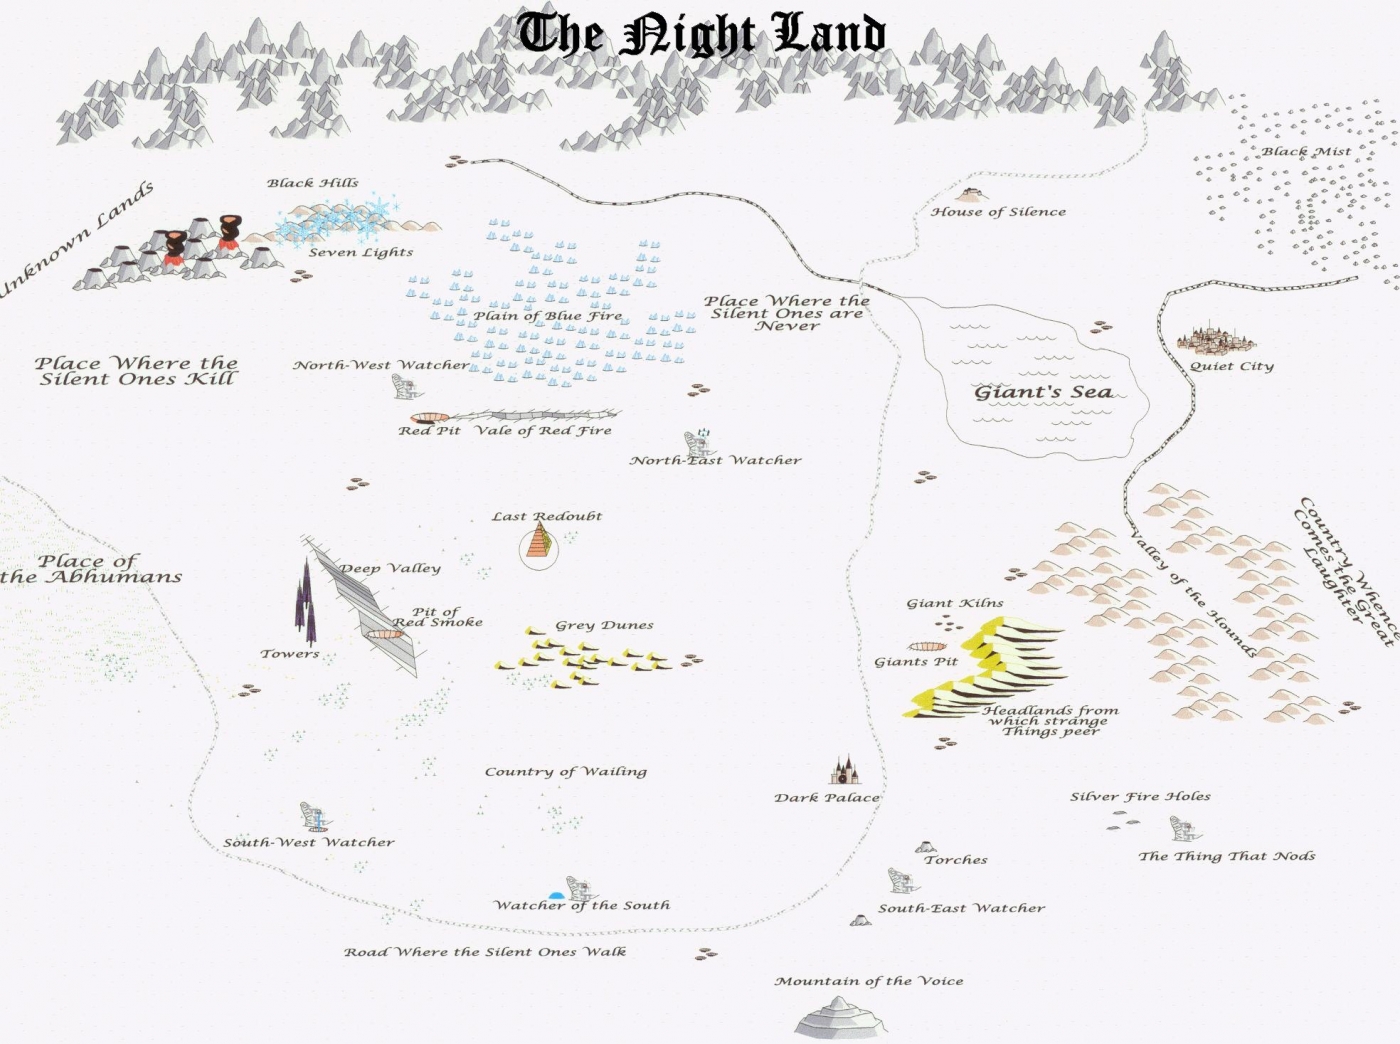 The Night Land
Black Mist
Black Hills
Unknown Lands
House of Silence
Seven Lights
Place Where the
Silent Ones are
Never
Plain of Blue Fire
Place Where the
Silent Ones Kill
North-West Watcher
Quiet City
Giant's Sea
Red Pit
Vale of Red Fire
North-East Watcher
Last Redoubt
Country Whence
Comes the Great
Laughter
Place of
the Abhumans
Deep Valley
Valley of the Hounds
Giant Kilns
Pit of
Red Smoke
Grey Dunes
Towers
Giants Pit
Headlands from
which strange
Things peer
Country of Wailing
Dark Palace
Silver Fire Holes
South-West Watcher
Torches
The Thing That Nods
Watcher of the South
South-East Watcher
Road Where the Silent Ones Walk
Mountain of the Voice